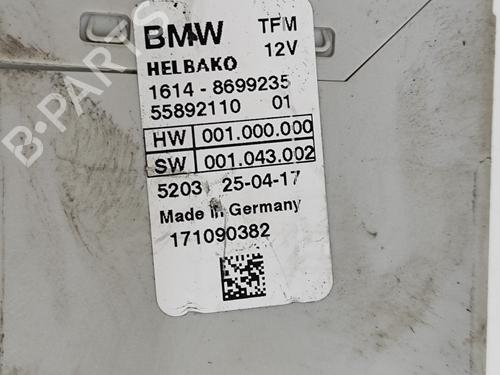 BMW TFM
12V
HELBAKO
1614 - 8699235
55892110 01
HW 001.000.000
SW 001.043.002
5203 25-04-17
Made in Germany
171090382